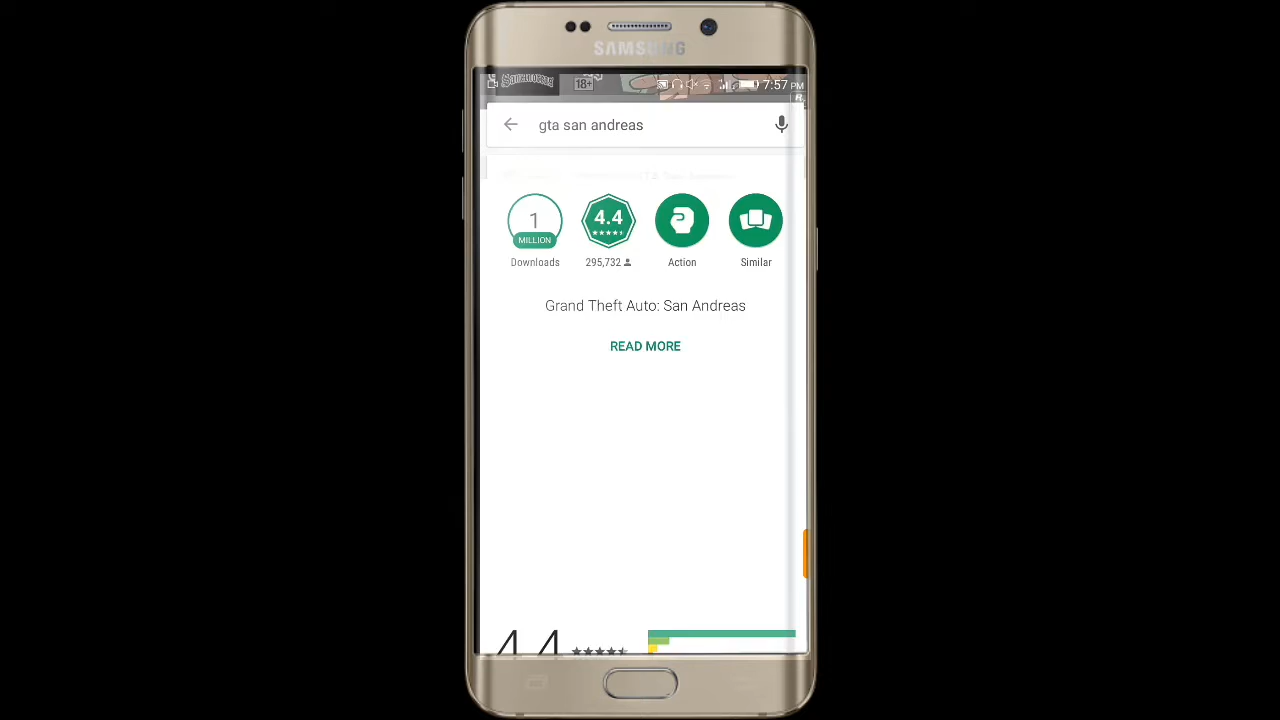 SAMSUNG
18+
7:57 PM
gta san andreas
1
MILLION
4.4
Downloads
295,732
Action
Similar
Grand Theft Auto: San Andreas
READ MORE
4.4